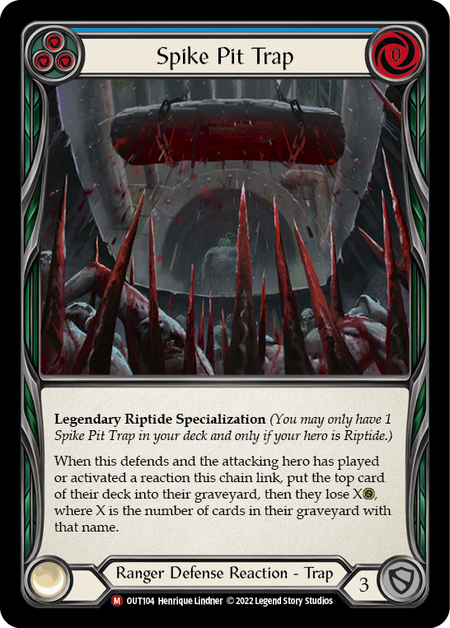 Spike Pit Trap
0
Legendary Riptide Specialization (You may only have 1
Spike Pit Trap in your deck and only if your hero is Riptide.)
When this defends and the attacking hero has played
or activated a reaction this chain link, put the top card
of their deck into their graveyard, then they lose X,
where X is the number of cards in their graveyard with
that name.
Ranger Defense Reaction - Trap
3
M OUT104 Henrique Lindner © 2022 Legend Story Studios